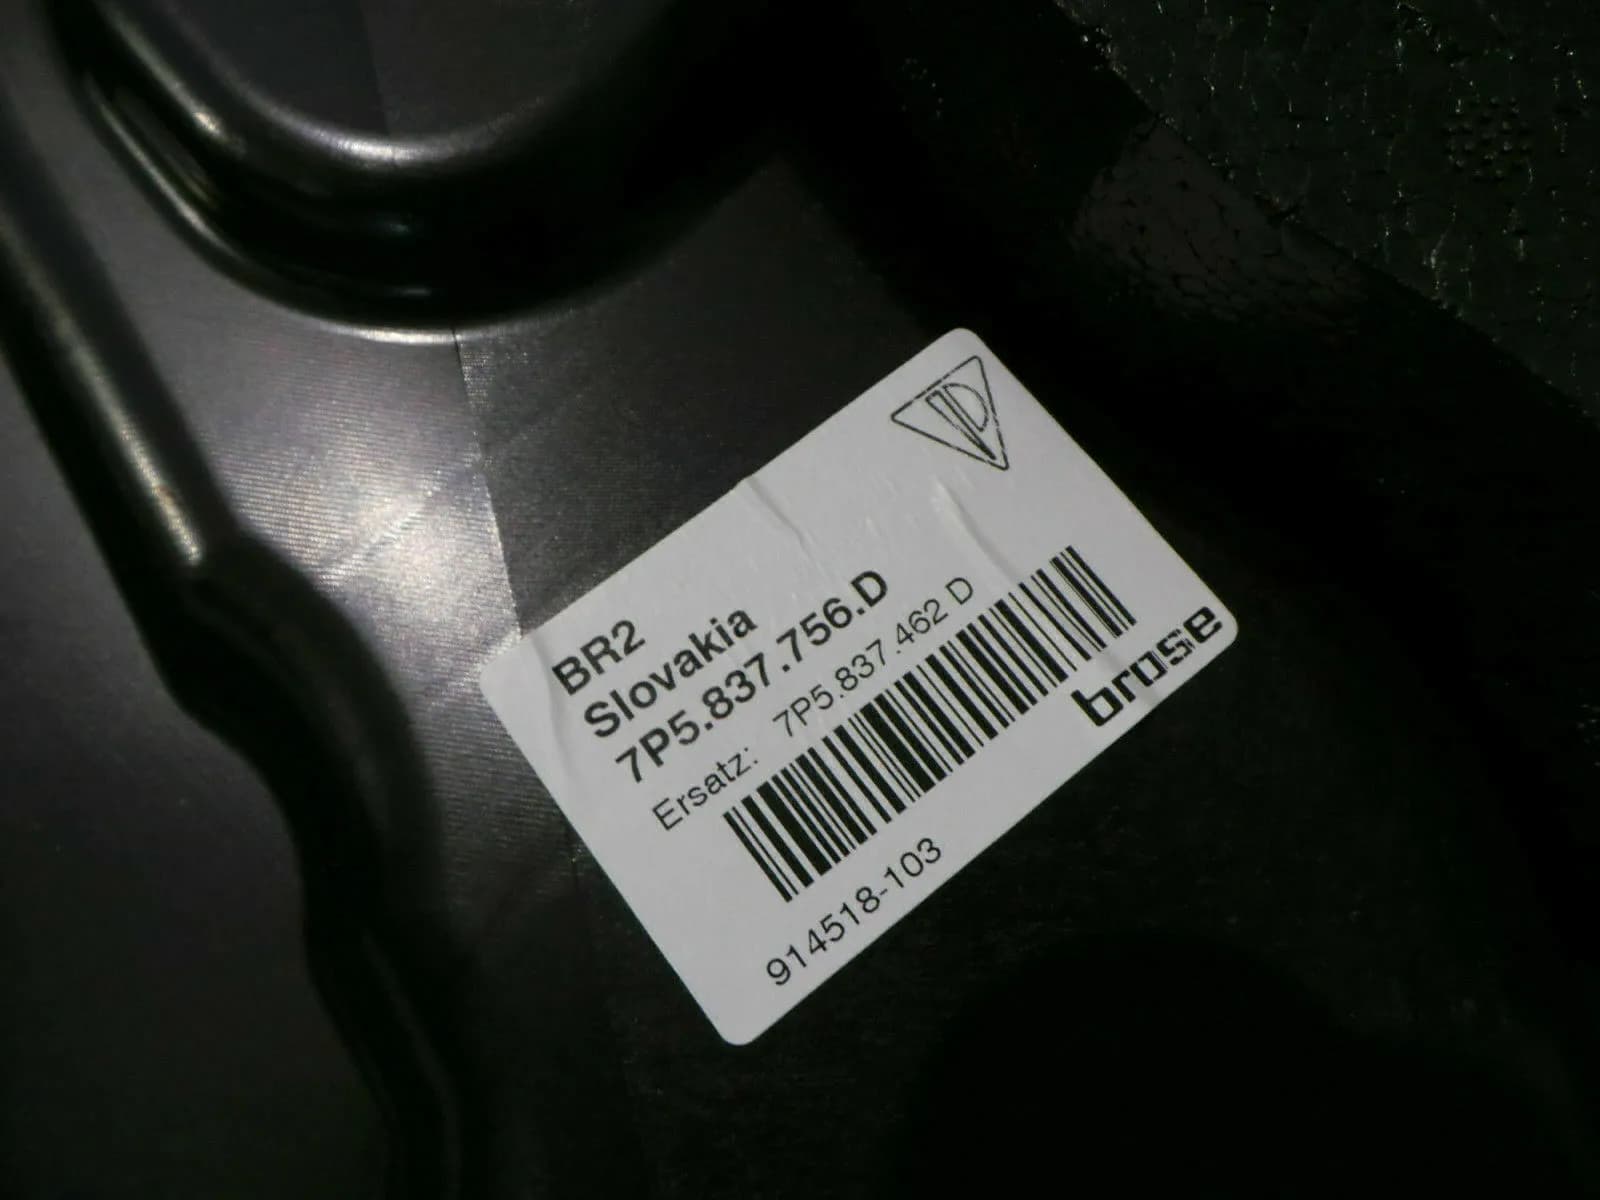 BR2
Slovakia
7P5.837.756.D
Ersatz: 7P5.837.462 D
914518-103
brose